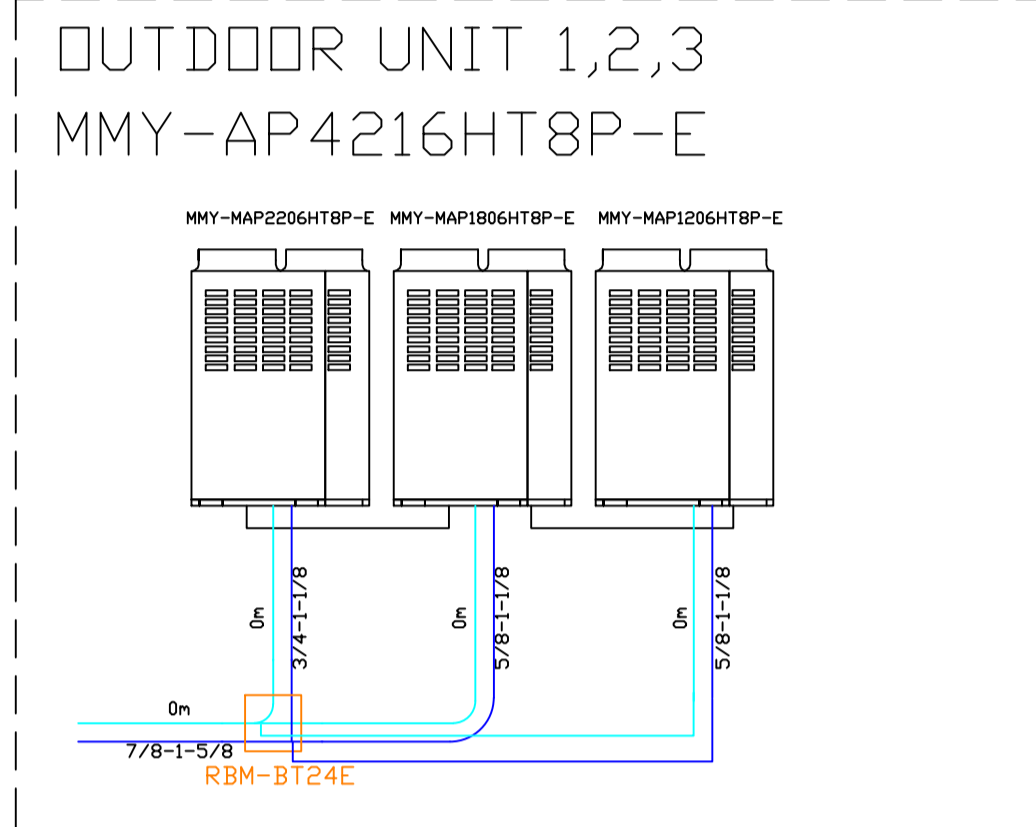 OUTDOOR UNIT 1,2,3
MMY-AP4216HT8P-E
MMY-MAP2206HT8P-E MMY-MAP1806HT8P-E MMY-MAP1206HT8P-E
0m
3/4-1-1/8
0m
5/8-1-1/8
0m
5/8-1-1/8
0m
7/8-1-5/8
RBM-BT24E